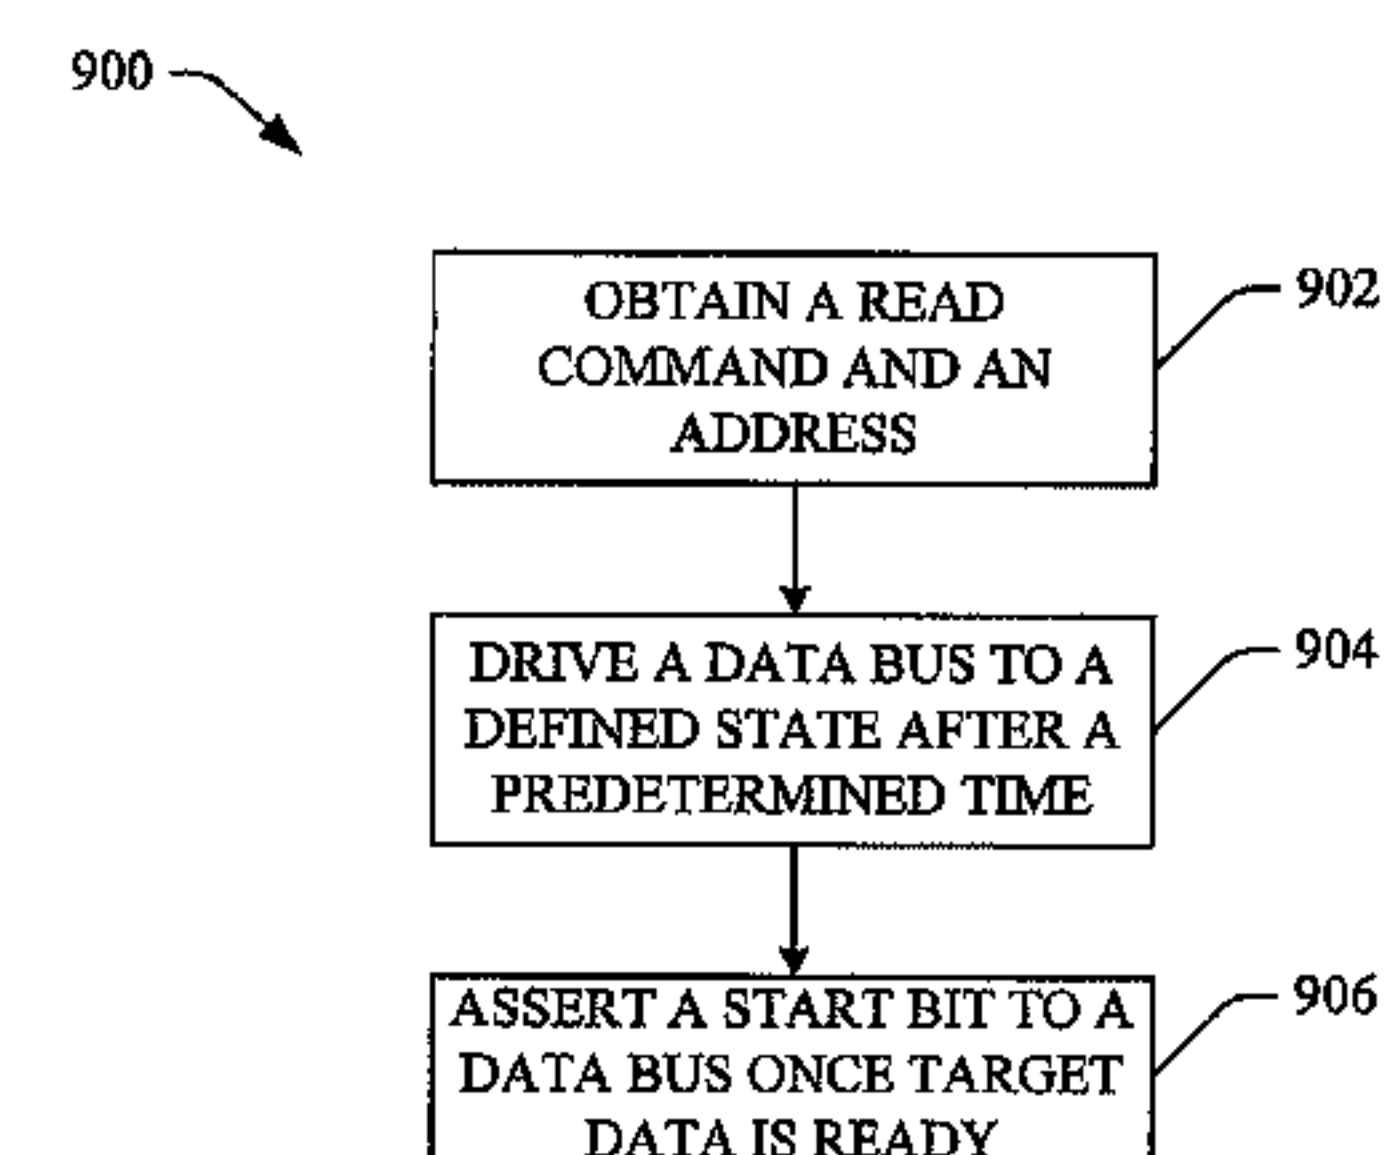 900
OBTAIN A READ
COMMAND AND AN
ADDRESS
902
DRIVE A DATA BUS TO A
DEFINED STATE AFTER A
PREDETERMINED TIME
904
ASSERT A START BIT TO A
DATA BUS ONCE TARGET
DATA IS READY
906